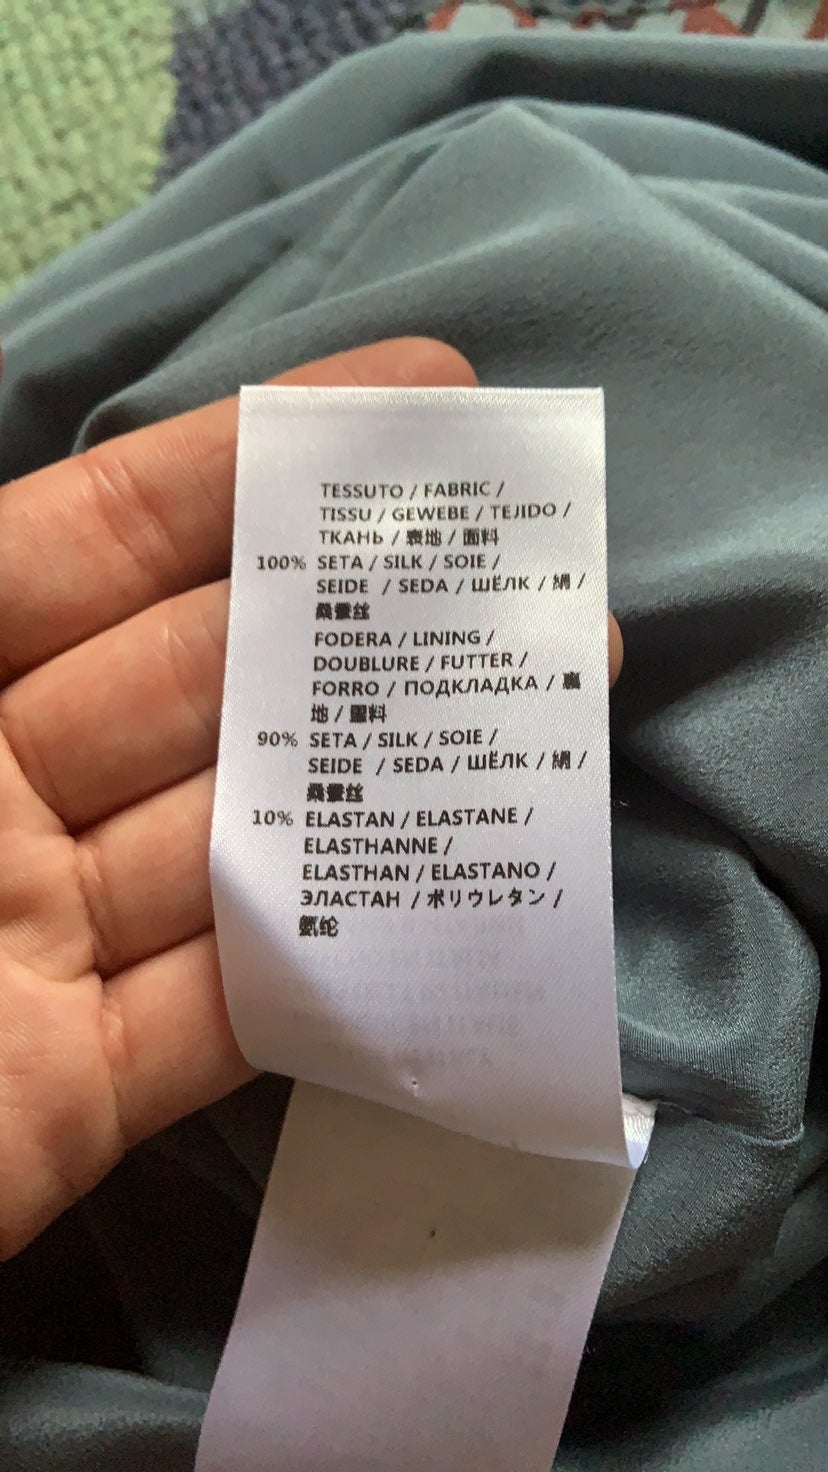 TESSUTO / FABRIC /
TISSU / GEWEBE / TEJIDO /
ТКАНЬ / 表地 / 面料
100% SETA / SILK / SOIE /
SEIDE / SEDA / ШЁЛК / 絹 /
桑蚕丝
FODERA / LINING /
DOUBLURE / FUTTER /
FORRO / ПОДКЛАДКА / 裏
地 / 里料
90% SETA / SILK / SOIE /
SEIDE / SEDA / ШЁЛК / 絹 /
桑蚕丝
10% ELASTAN / ELASTANE /
ELASTHANNE /
ELASTHAN / ELASTANO /
ЭЛАСТАН / ポリウレタン /
氨纶